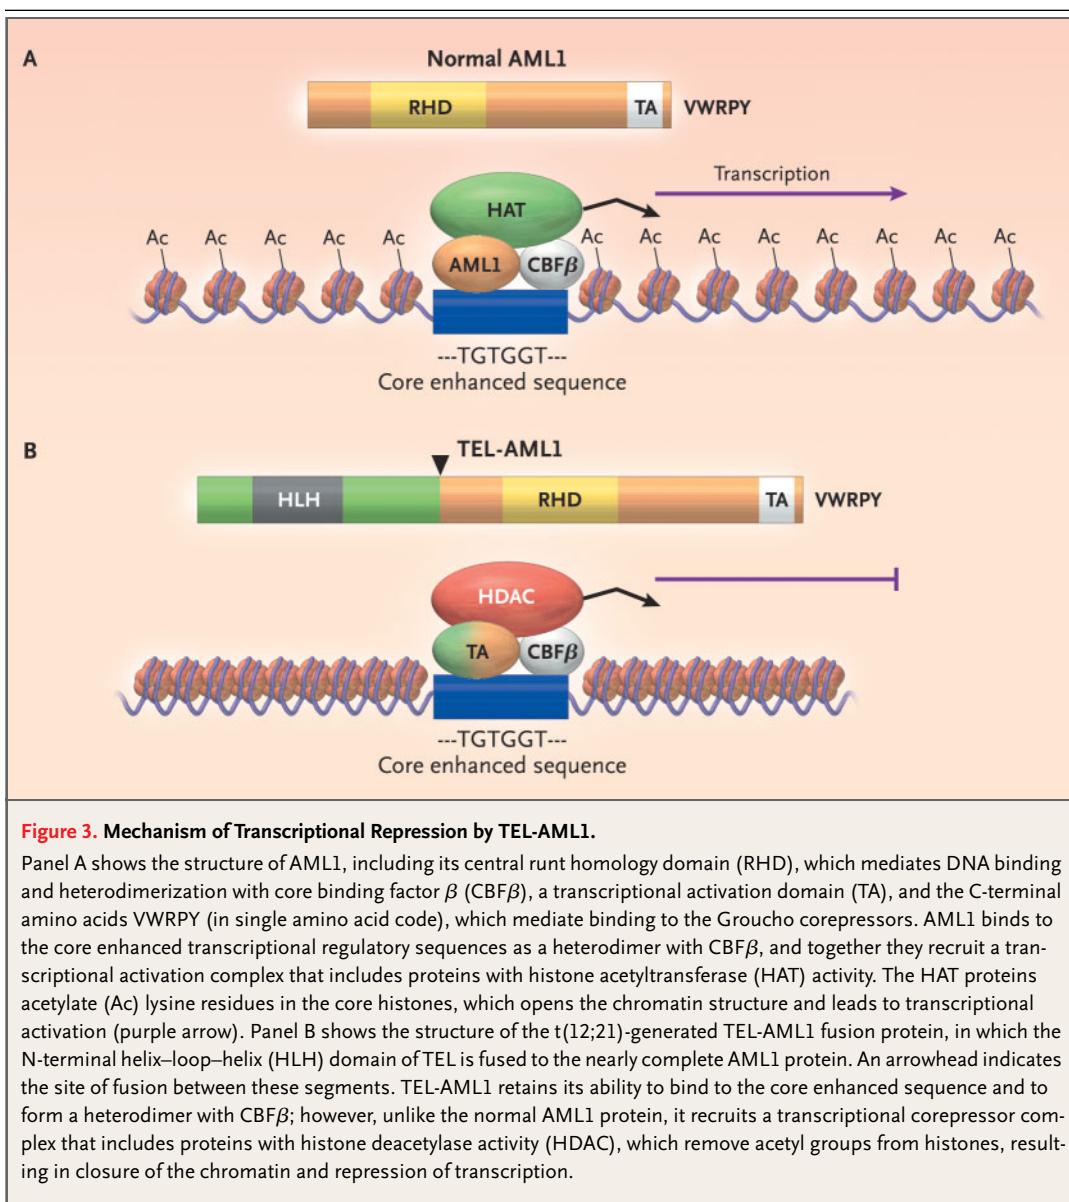 A
Normal AML1
RHD
TA
VWRPY
Transcription
HAT
Ac Ac Ac Ac Ac Ac Ac Ac Ac Ac Ac Ac Ac
AML1
CBFβ
---TGTGGT---
Core enhanced sequence
B
TEL-AML1
HLH
RHD
TA
VWRPY
HDAC
TA
CBFβ
---TGTGGT---
Core enhanced sequence
Figure 3. Mechanism of Transcriptional Repression by TEL-AML1.
Panel A shows the structure of AML1, including its central runt homology domain (RHD), which mediates DNA binding
and heterodimerization with core binding factor β (CBFβ), a transcriptional activation domain (TA), and the C-terminal
amino acids VWRPY (in single amino acid code), which mediate binding to the Groucho corepressors. AML1 binds to
the core enhanced transcriptional regulatory sequences as a heterodimer with CBFβ, and together they recruit a tran-
scriptional activation complex that includes proteins with histone acetyltransferase (HAT) activity. The HAT proteins
acetylate (Ac) lysine residues in the core histones, which opens the chromatin structure and leads to transcriptional
activation (purple arrow). Panel B shows the structure of the t(12;21)-generated TEL-AML1 fusion protein, in which the
N-terminal helix–loop–helix (HLH) domain of TEL is fused to the nearly complete AML1 protein. An arrowhead indicates
the site of fusion between these segments. TEL-AML1 retains its ability to bind to the core enhanced sequence and to
form a heterodimer with CBFβ; however, unlike the normal AML1 protein, it recruits a transcriptional corepressor com-
plex that includes proteins with histone deacetylase activity (HDAC), which remove acetyl groups from histones, result-
ing in closure of the chromatin and repression of transcription.